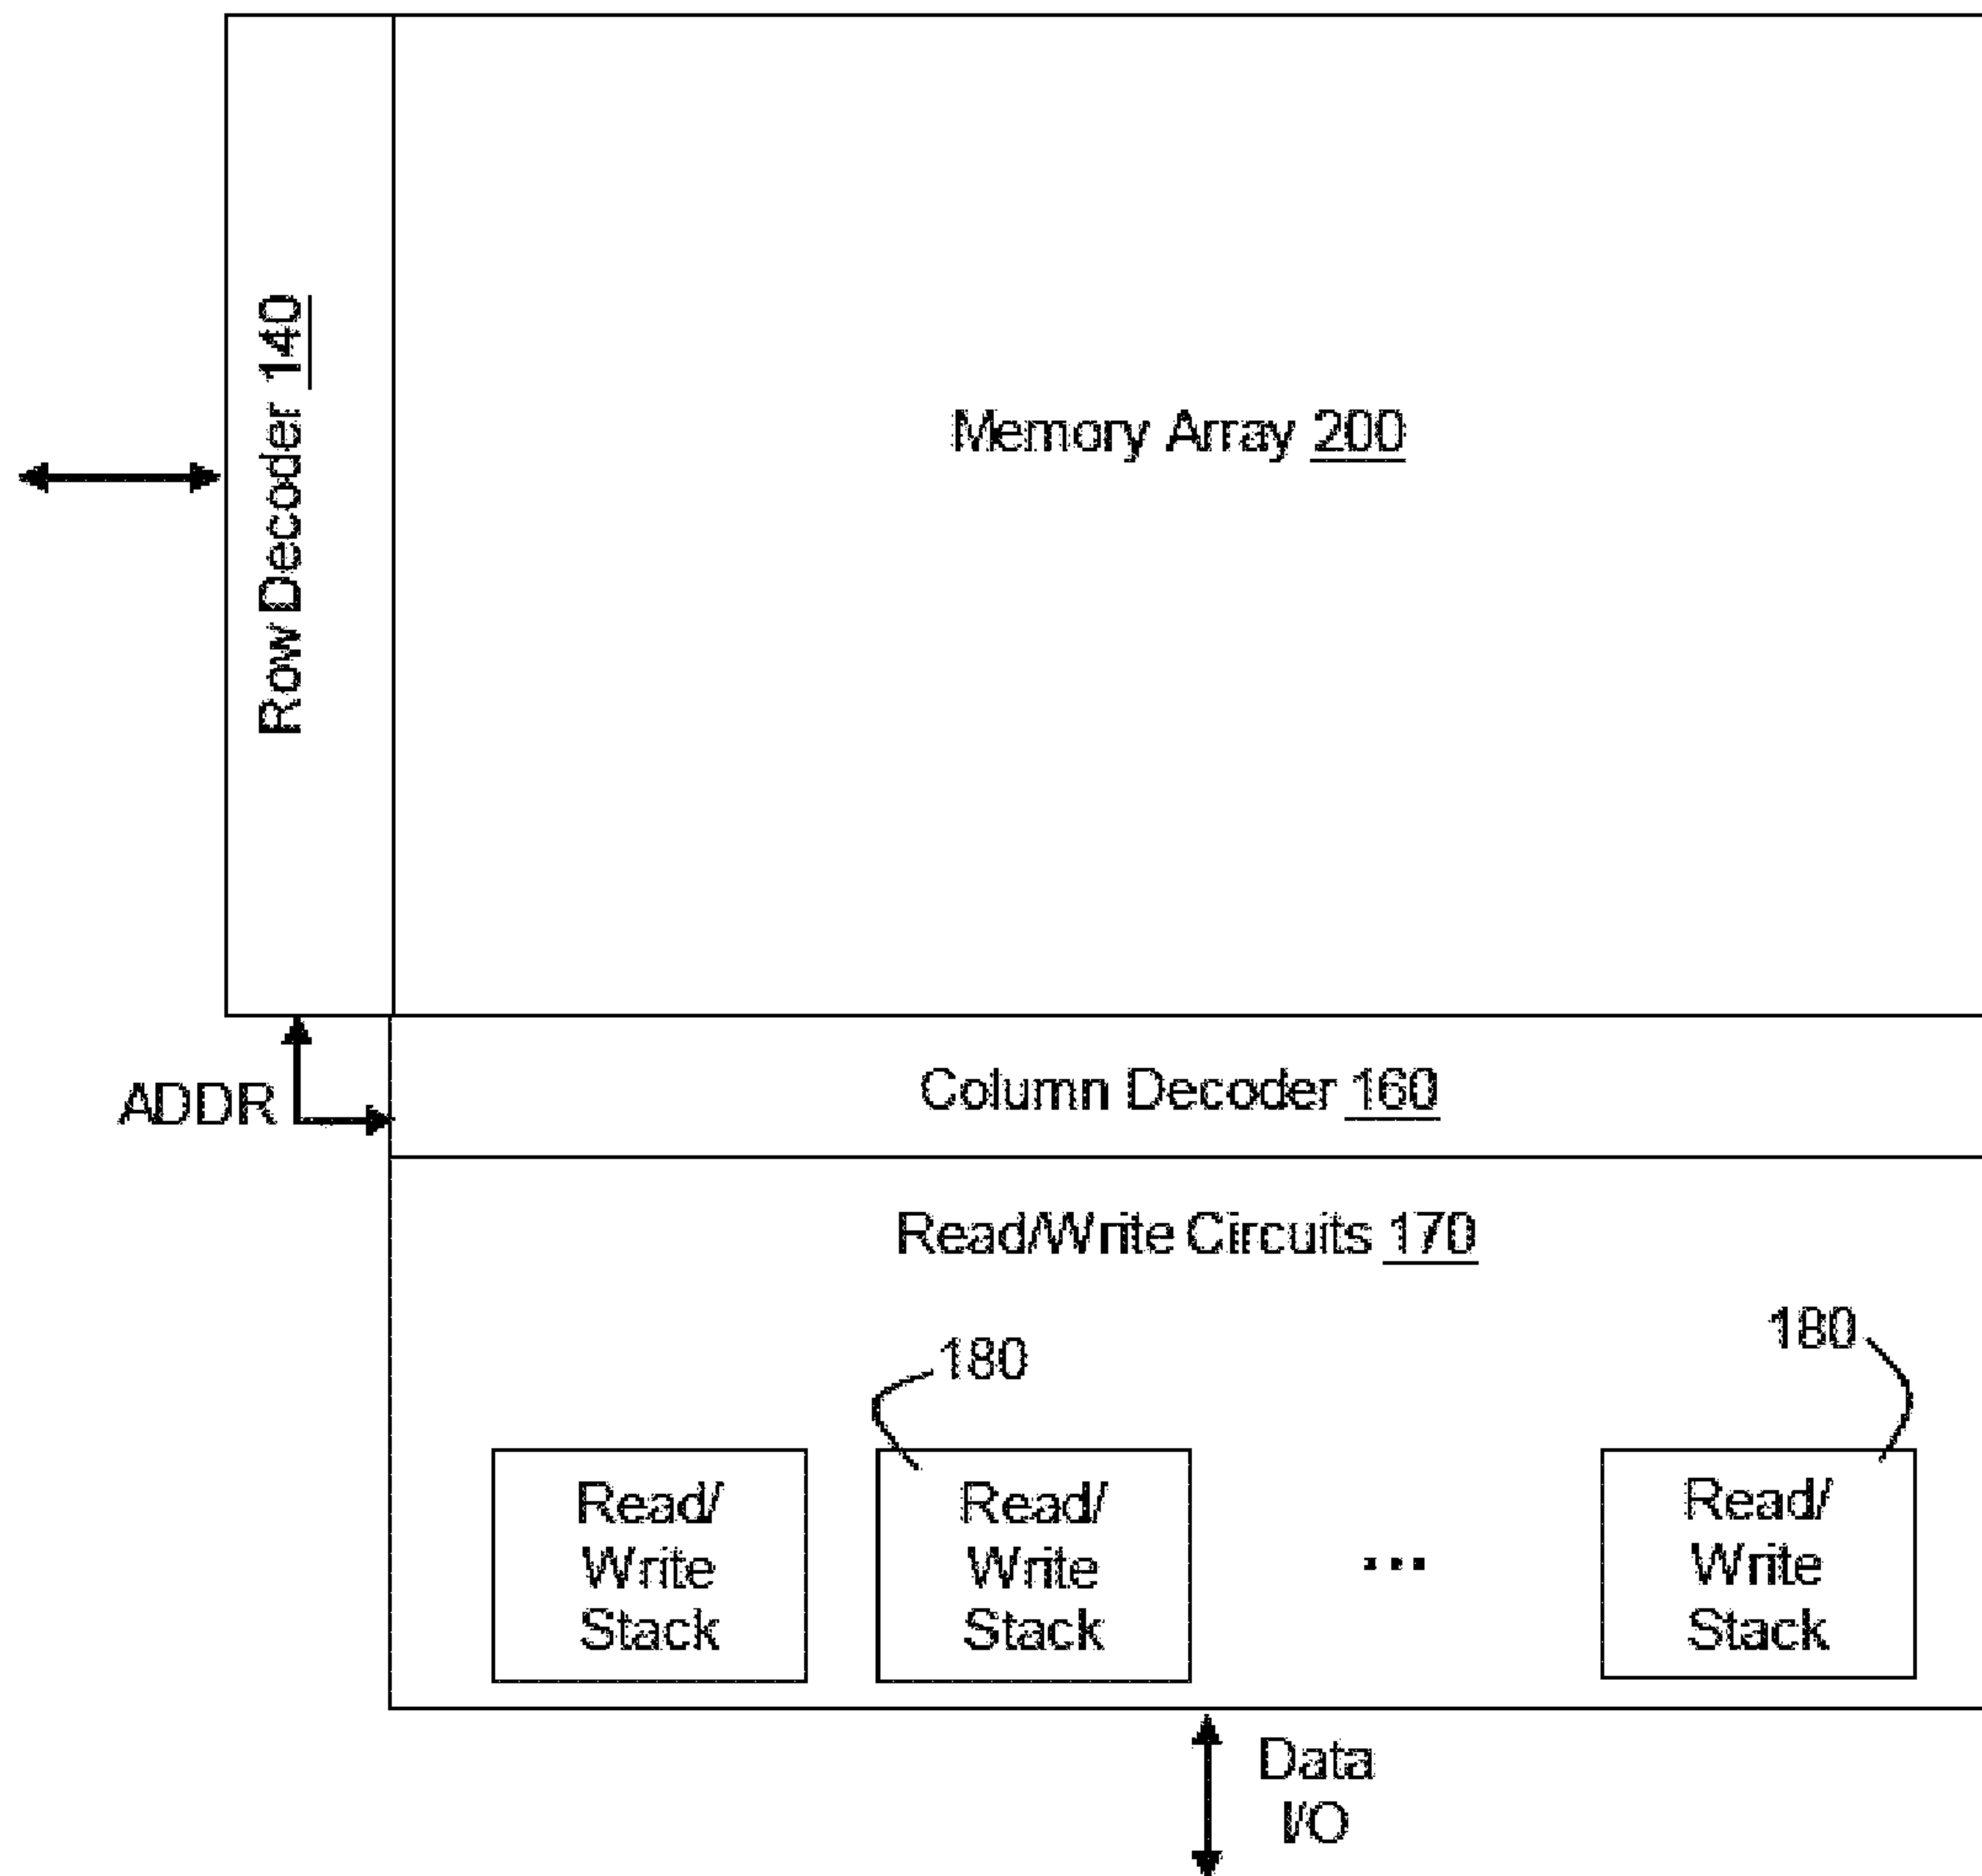 Row Decoder 140
Memory Array 200
ADDR
Column Decoder 160
Read/Write Circuits 170
180
180
Read/
Write
Stack
Read/
Write
Stack
...
Read/
Write
Stack
Data
I/O